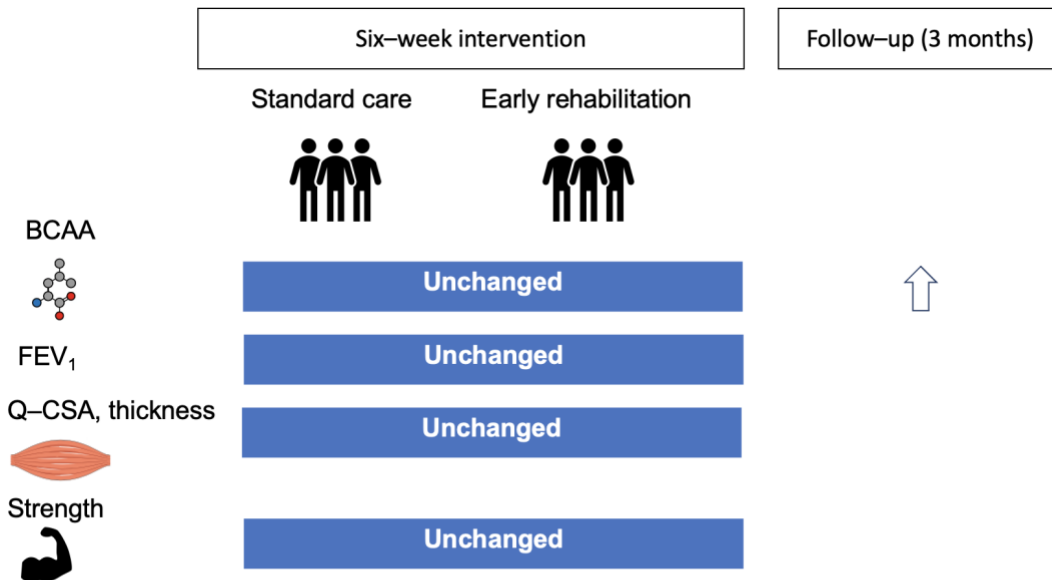 Six–week intervention
Follow–up (3 months)
Standard care
Early rehabilitation
BCAA
Unchanged
FEV₁
Unchanged
Q–CSA, thickness
Unchanged
Strength
Unchanged